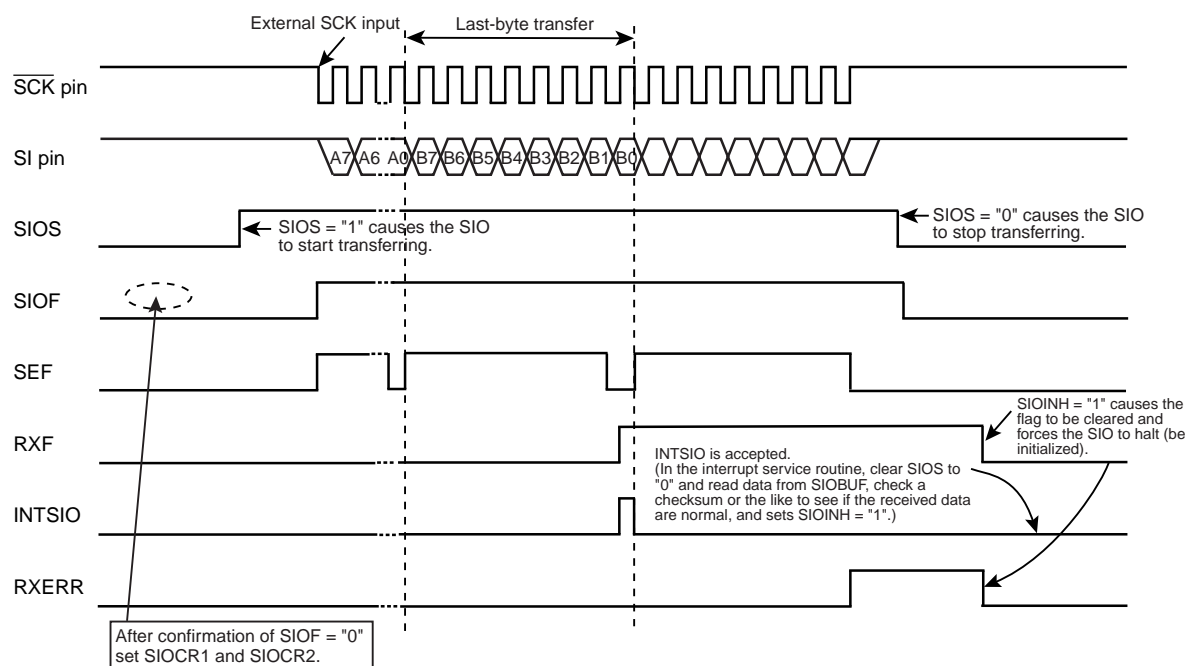 External SCK input
Last-byte transfer
SCK pin
SI pin
A7 A6 A0 B7 B6 B5 B4 B3 B2 B1 B0
SIOS
SIOS = "1" causes the SIO
to start transferring.
SIOS = "0" causes the SIO
to stop transferring.
SIOF
SEF
SIOINH = "1" causes the
flag to be cleared and
forces the SIO to halt (be
initialized).
RXF
INTSIO is accepted.
(In the interrupt service routine, clear SIOS to
"0" and read data from SIOBUF, check a
checksum or the like to see if the received data
are normal, and sets SIOINH = "1".)
INTSIO
RXERR
After confirmation of SIOF = "0"
set SIOCR1 and SIOCR2.